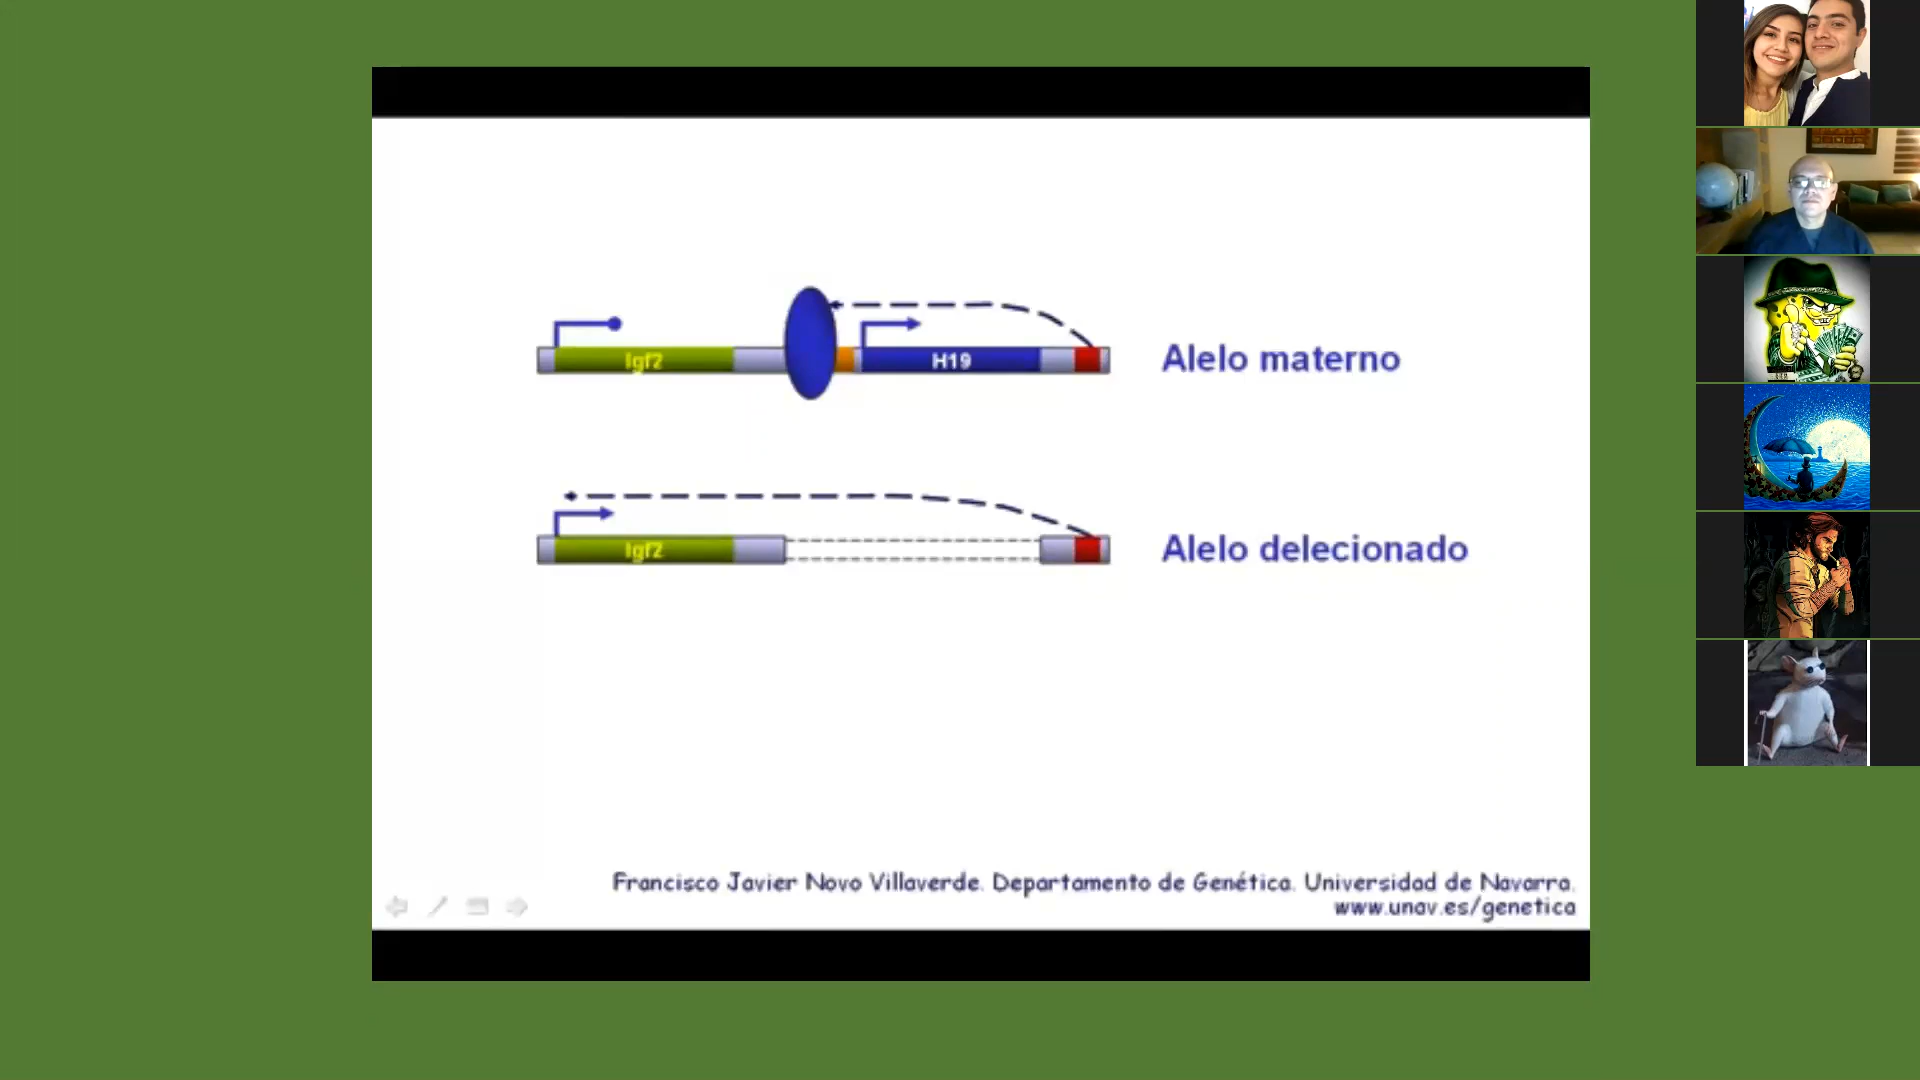 Igf2
H19
Alelo materno
Igf2
Alelo delecionado
Francisco Javier Novo Villaverde. Departamento de Genética. Universidad de Navarra.
www.unav.es/genetica